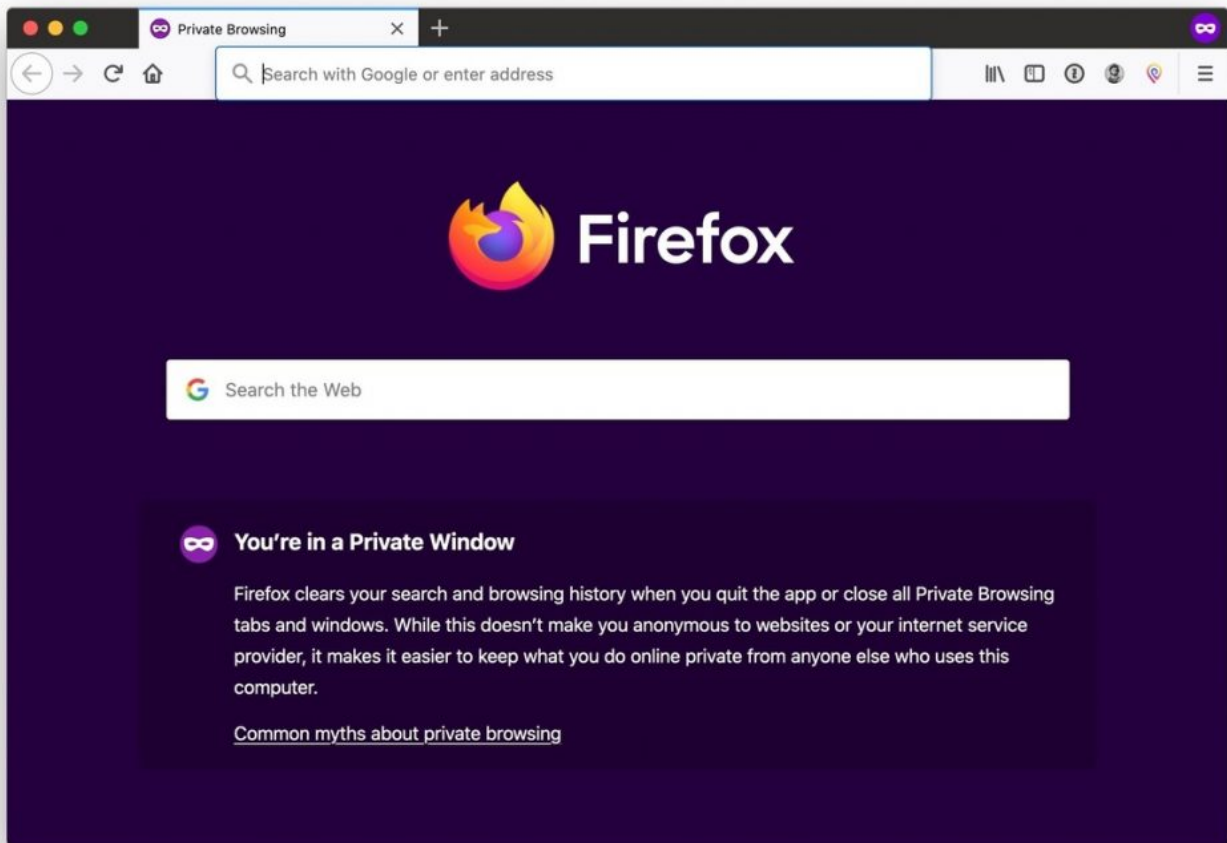 Private Browsing
Search with Google or enter address
Firefox
Search the Web
You’re in a Private Window
Firefox clears your search and browsing history when you quit the app or close all Private Browsing
tabs and windows. While this doesn’t make you anonymous to websites or your internet service
provider, it makes it easier to keep what you do online private from anyone else who uses this
computer.
Common myths about private browsing